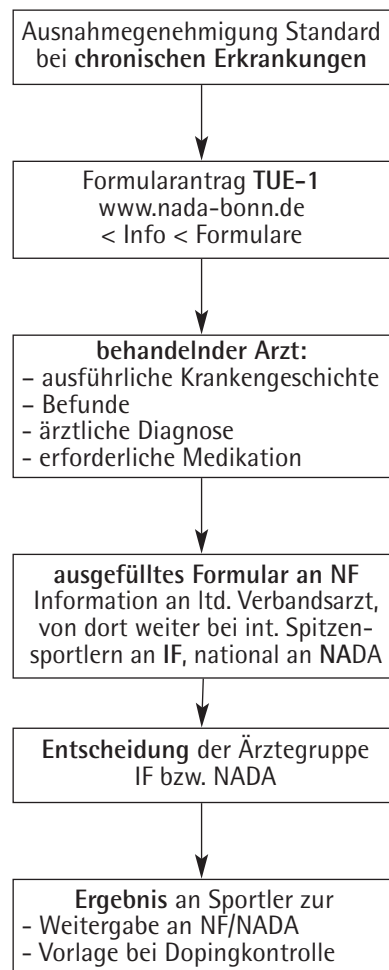 Ausnahmegenehmigung Standard
bei chronischen Erkrankungen
Formularantrag TUE-1
www.nada-bonn.de
< Info < Formulare
behandelnder Arzt:
– ausführliche Krankengeschichte
– Befunde
- ärztliche Diagnose
- erforderliche Medikation
ausgefülltes Formular an NF
Information an ltd. Verbandsarzt,
von dort weiter bei int. Spitzen-
sportlern an IF, national an NADA
Entscheidung der Ärztegruppe
IF bzw. NADA
Ergebnis an Sportler zur
- Weitergabe an NF/NADA
- Vorlage bei Dopingkontrolle